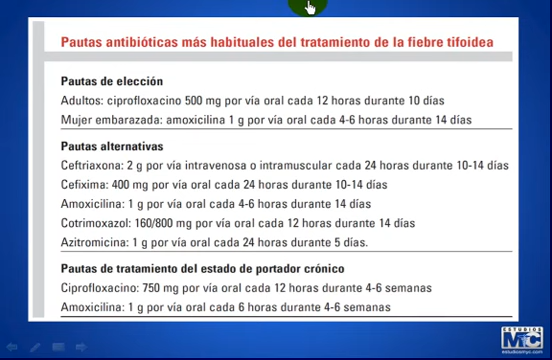 Pautas antibióticas más habituales del tratamiento de la fiebre tifoidea
Pautas de elección
Adultos: ciprofloxacino 500 mg por vía oral cada 12 horas durante 10 días
Mujer embarazada: amoxicilina 1 g por vía oral cada 4-6 horas durante 14 días
Pautas alternativas
Ceftriaxona: 2 g por vía intravenosa o intramuscular cada 24 horas durante 10-14 días
Cefixima: 400 mg por vía oral cada 24 horas durante 10-14 días
Amoxicilina: 1 g por vía oral cada 4-6 horas durante 14 días
Cotrimoxazol: 160/800 mg por vía oral cada 12 horas durante 14 días
Azitromicina: 1 g por vía oral cada 24 horas durante 5 días.
Pautas de tratamiento del estado de portador crónico
Ciprofloxacino: 750 mg por vía oral cada 12 horas durante 4-6 semanas
Amoxicilina: 1 g por vía oral cada 6 horas durante 4-6 semanas
ESTUDIOS
MyC
estudiosmyc.com